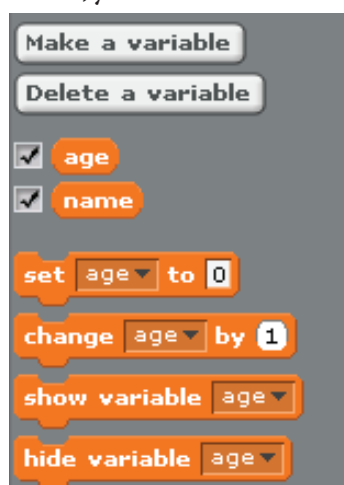 Make a variable
Delete a variable
age
name
set age to 0
change age by 1
show variable age
hide variable age